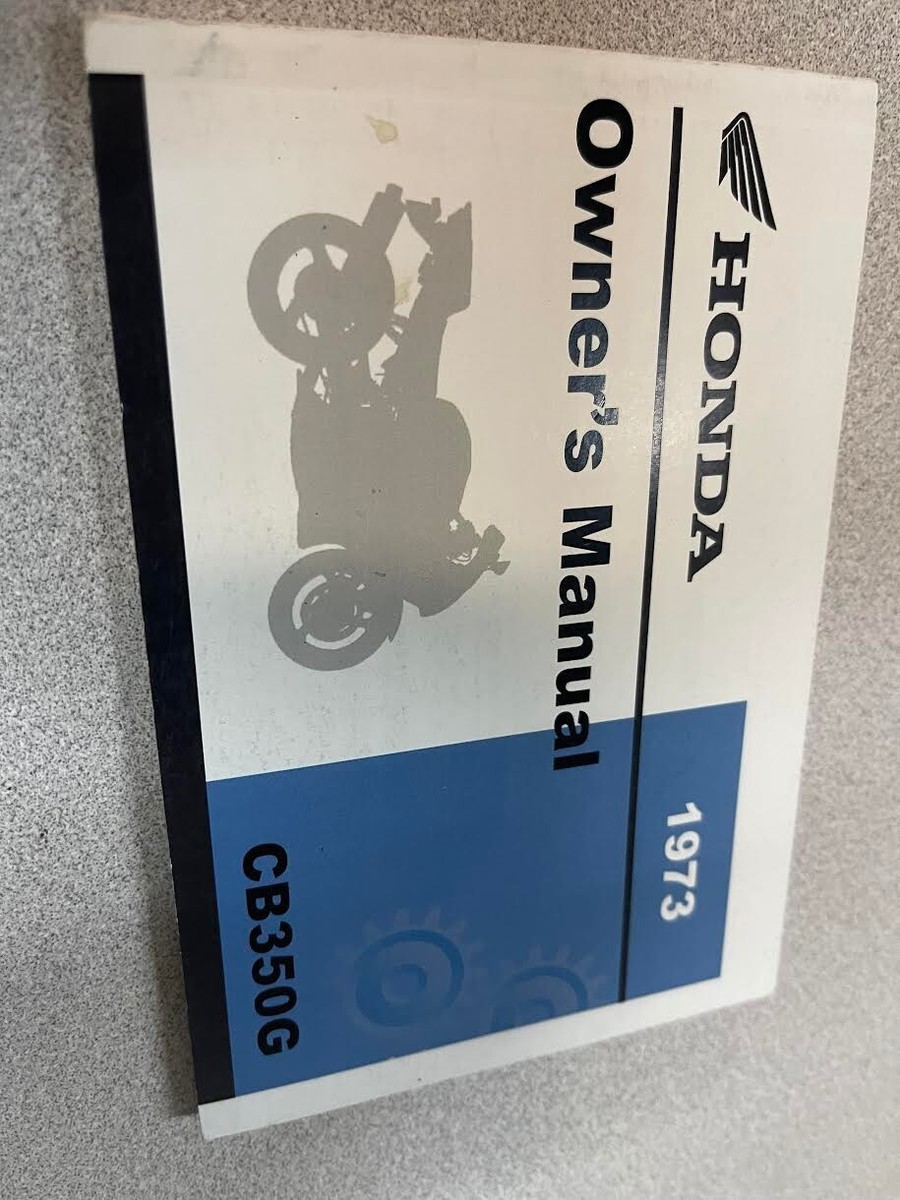 HONDA
1973
Owner's Manual
CB350G